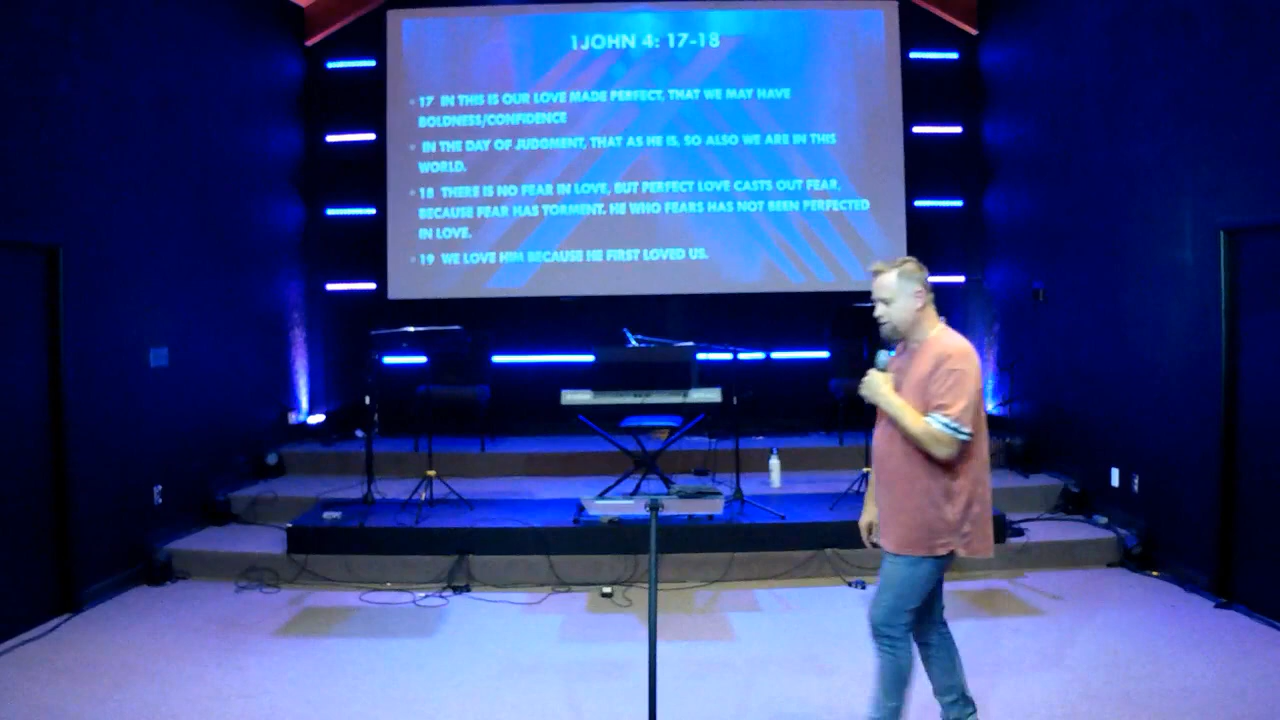 1JOHN 4: 17-18
17 IN THIS IS OUR LOVE MADE PERFECT, THAT WE MAY HAVE
BOLDNESS/CONFIDENCE
IN THE DAY OF JUDGMENT, THAT AS HE IS, SO ALSO WE ARE IN THIS
WORLD.
18 THERE IS NO FEAR IN LOVE, BUT PERFECT LOVE CASTS OUT FEAR,
BECAUSE FEAR HAS TORMENT. HE WHO FEARS HAS NOT BEEN PERFECTED
IN LOVE.
19 WE LOVE HIM BECAUSE HE FIRST LOVED US.